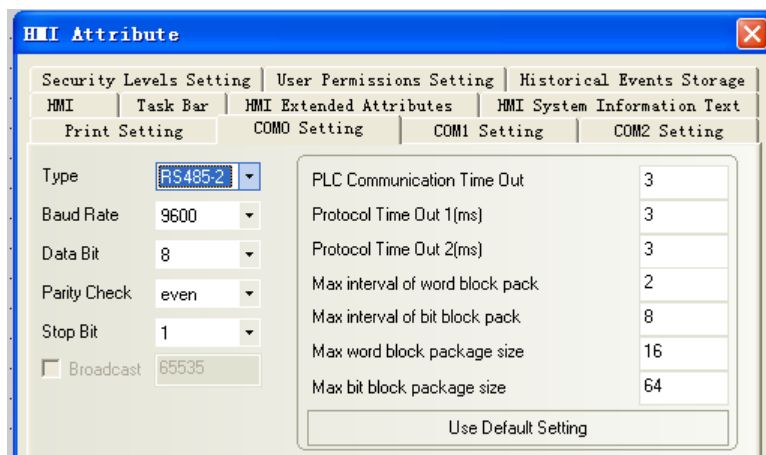 HMI Attribute
Security Levels Setting User Permissions Setting Historical Events Storage
HMI Task Bar HMI Extended Attributes HMI System Information Text
Print Setting COM0 Setting COM1 Setting COM2 Setting
Type RS485-2
Baud Rate 9600
Data Bit 8
Parity Check even
Stop Bit 1
Broadcast 65535
PLC Communication Time Out 3
Protocol Time Out 1(ms) 3
Protocol Time Out 2(ms) 3
Max interval of word block pack 2
Max interval of bit block pack 8
Max word block package size 16
Max bit block package size 64
Use Default Setting